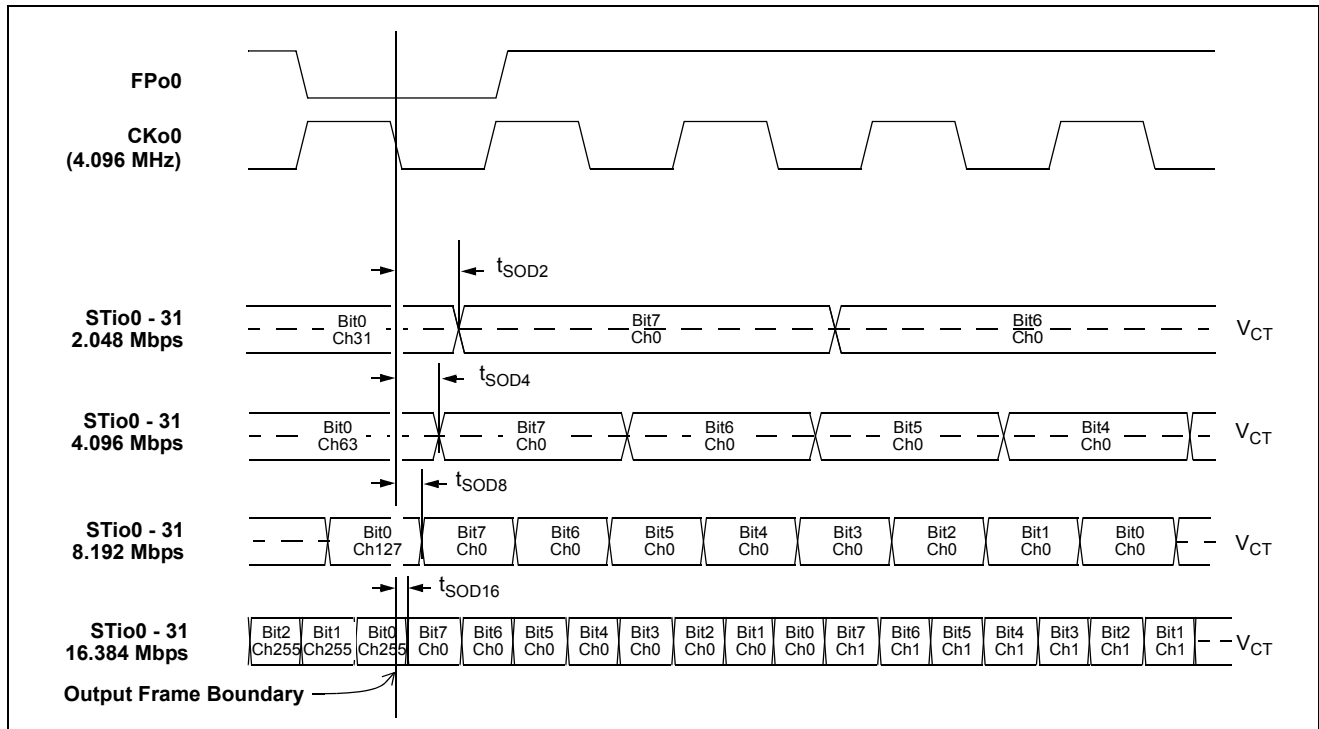 FPo0
CKo0
(4.096 MHz)
tSOD2
STio0 - 31
2.048 Mbps
Bit0
Ch31
Bit7
Ch0
Bit6
Ch0
VCT
tSOD4
STio0 - 31
4.096 Mbps
Bit0
Ch63
Bit7
Ch0
Bit6
Ch0
Bit5
Ch0
Bit4
Ch0
VCT
tSOD8
STio0 - 31
8.192 Mbps
Bit0
Ch127
Bit7
Ch0
Bit6
Ch0
Bit5
Ch0
Bit4
Ch0
Bit3
Ch0
Bit2
Ch0
Bit1
Ch0
Bit0
Ch0
VCT
tSOD16
STio0 - 31
16.384 Mbps
Bit2
Ch255
Bit1
Ch255
Bit0
Ch255
Bit7
Ch0
Bit6
Ch0
Bit5
Ch0
Bit4
Ch0
Bit3
Ch0
Bit2
Ch0
Bit1
Ch0
Bit0
Ch0
Bit7
Ch1
Bit6
Ch1
Bit5
Ch1
Bit4
Ch1
Bit3
Ch1
Bit2
Ch1
Bit1
Ch1
VCT
Output Frame Boundary